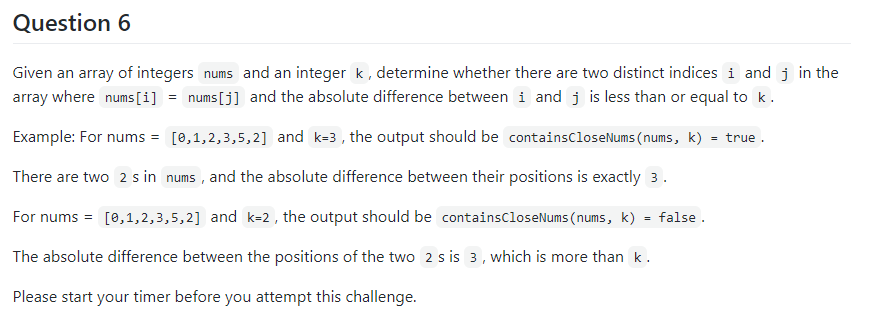 Question 6
Given an array of integers nums and an integer k , determine whether there are two distinct indices i and j in the
array where nums[i] = nums[j] and the absolute difference between i and j is less than or equal to k .
Example: For nums = [0,1,2,3,5,2] and k=3 , the output should be containsCloseNums(nums, k) = true .
There are two 2 s in nums , and the absolute difference between their positions is exactly 3 .
For nums = [0,1,2,3,5,2] and k=2 , the output should be containsCloseNums(nums, k) = false .
The absolute difference between the positions of the two 2 s is 3 , which is more than k .
Please start your timer before you attempt this challenge.